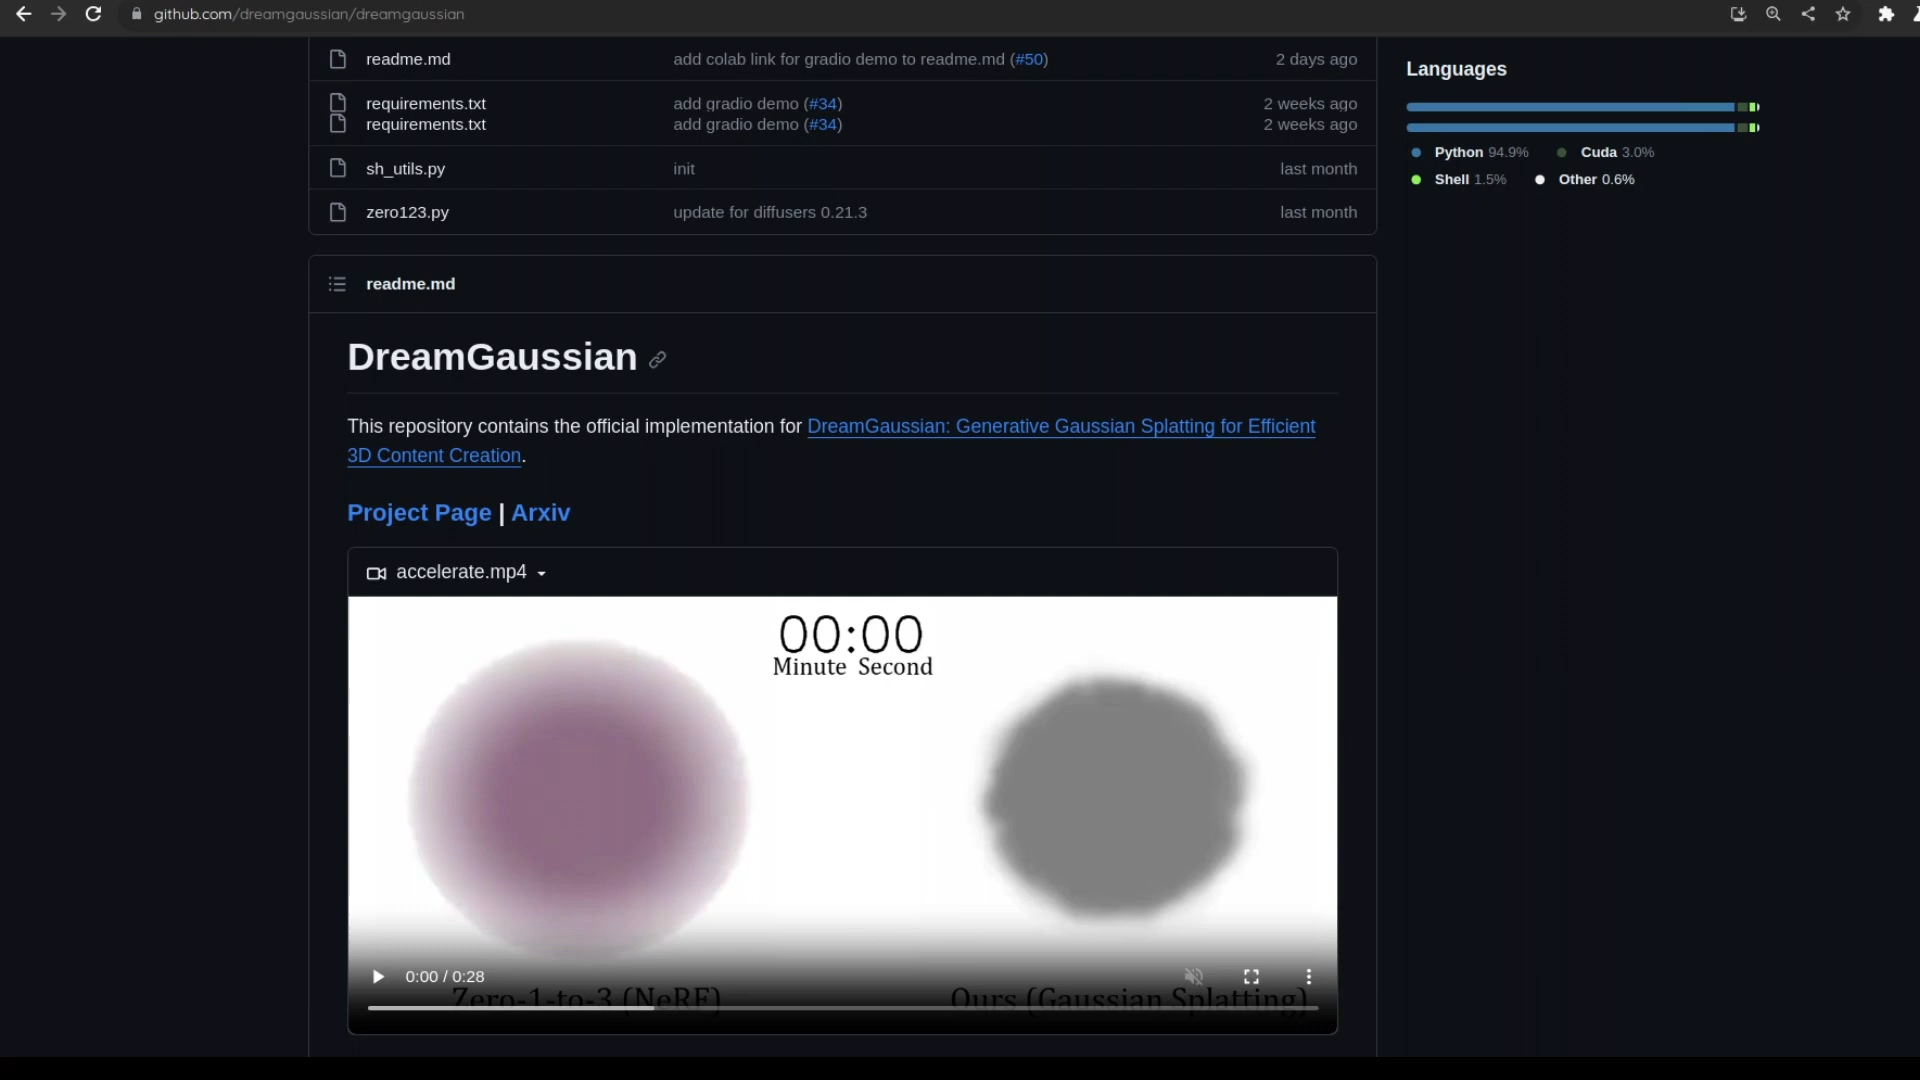 github.com/dreamgaussian/dreamgaussian
readme.md add colab link for gradio demo to readme.md (#50) 2 days ago
requirements.txt add gradio demo (#34) 2 weeks ago
requirements.txt add gradio demo (#34) 2 weeks ago
sh_utils.py init last month
zero123.py update for diffusers 0.21.3 last month
Languages
Python 94.9% Cuda 3.0%
Shell 1.5% Other 0.6%
readme.md
DreamGaussian
This repository contains the official implementation for DreamGaussian: Generative Gaussian Splatting for Efficient
3D Content Creation.
Project Page | Arxiv
accelerate.mp4
00:00
Minute Second
0:00 / 0:28
Zero-1-to-3 (NeRF) Ours (Gaussian Splatting)